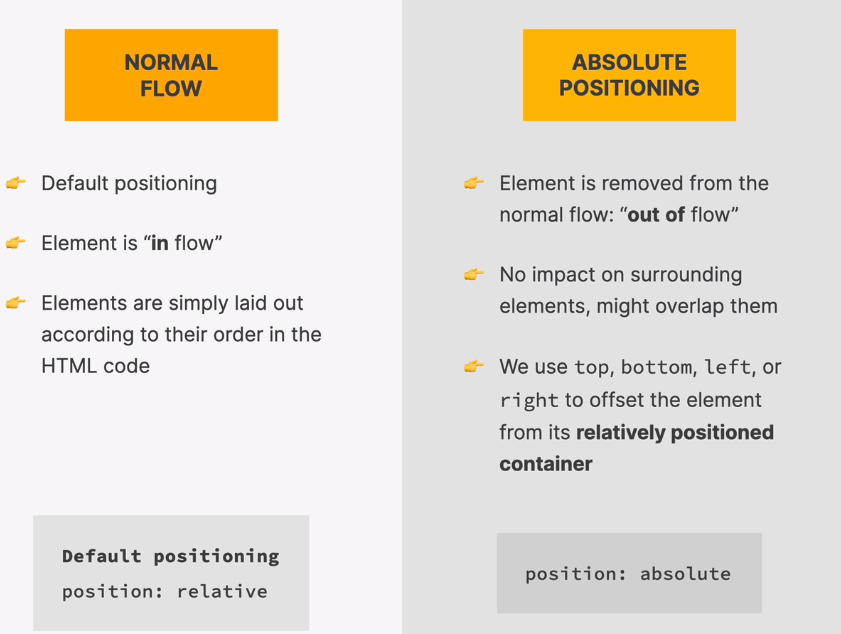 NORMAL
FLOW
👉 Default positioning
👉 Element is “in flow”
👉 Elements are simply laid out
according to their order in the
HTML code
Default positioning
position: relative
ABSOLUTE
POSITIONING
👉 Element is removed from the
normal flow: “out of flow”
👉 No impact on surrounding
elements, might overlap them
👉 We use top, bottom, left, or
right to offset the element
from its relatively positioned
container
position: absolute